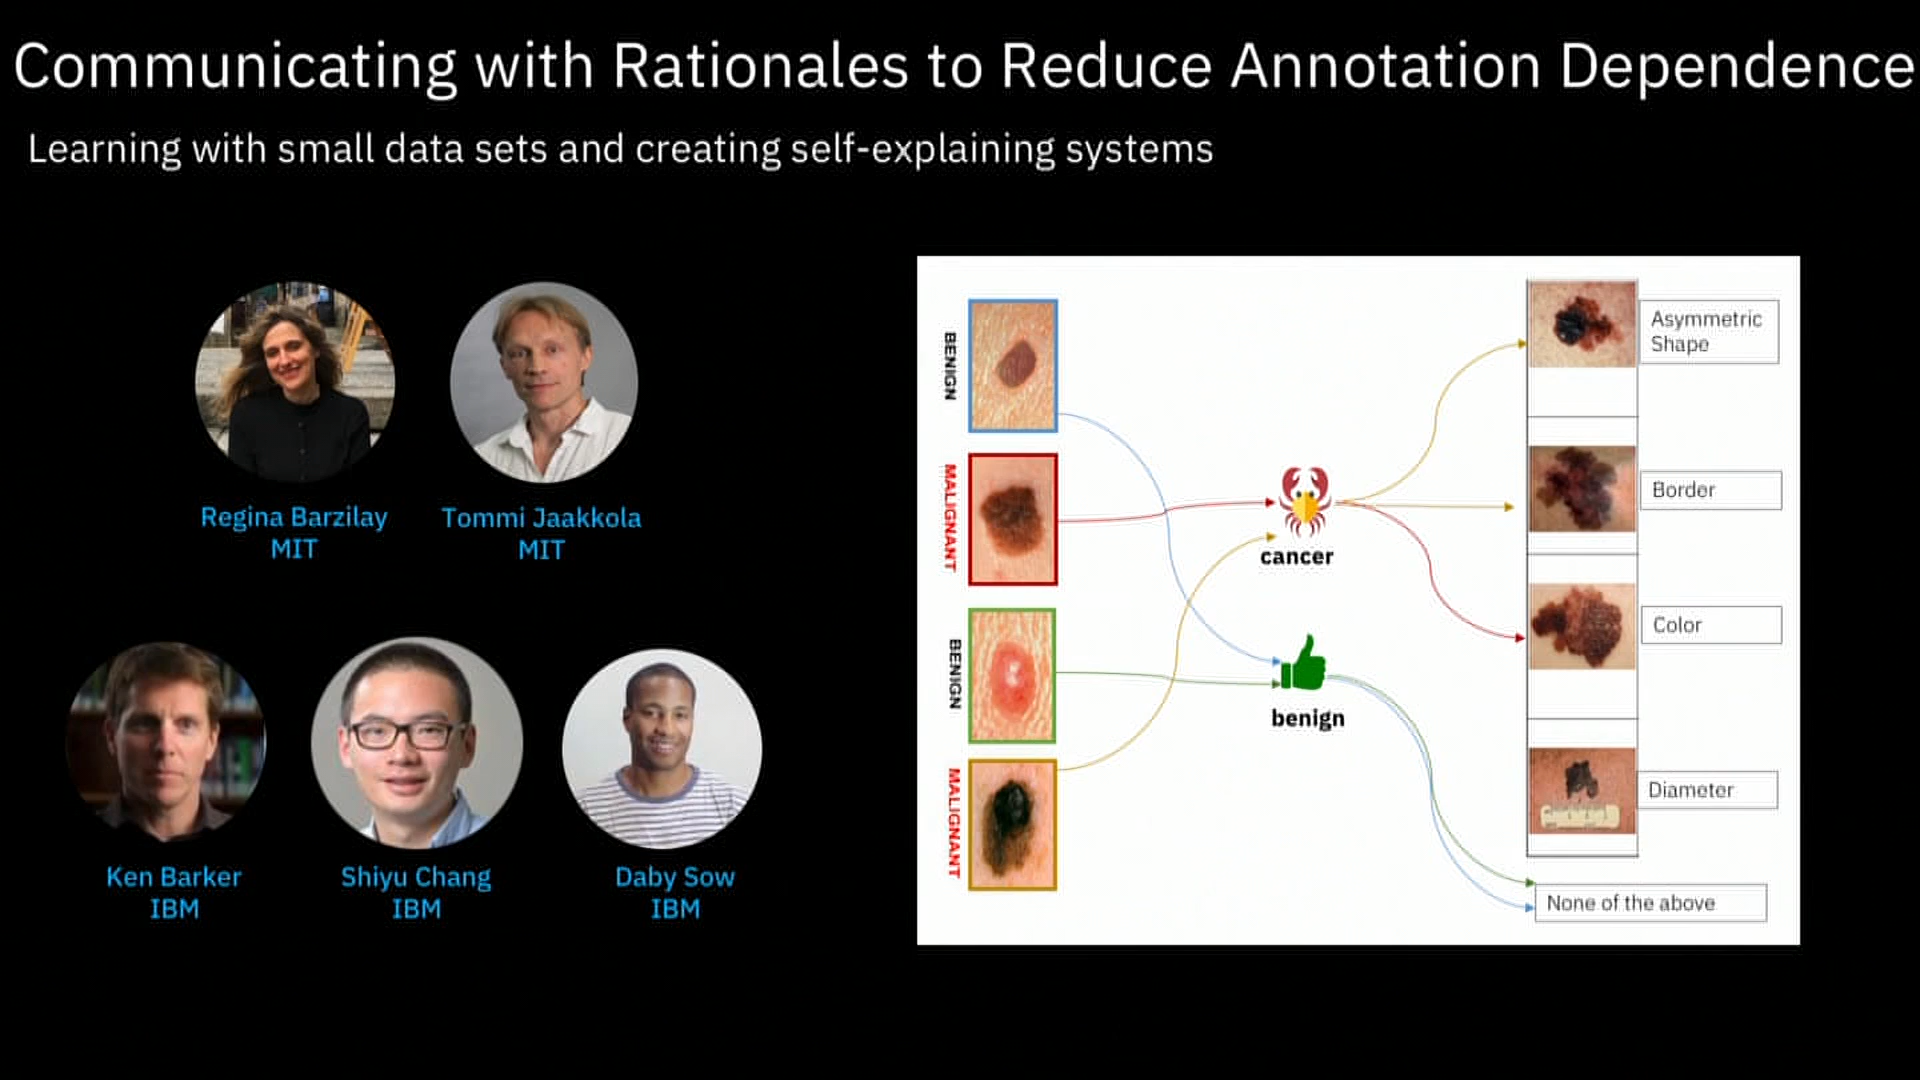 Communicating with Rationales to Reduce Annotation Dependence
Learning with small data sets and creating self-explaining systems
Regina Barzilay
MIT
Tommi Jaakkola
MIT
Ken Barker
IBM
Shiyu Chang
IBM
Daby Sow
IBM
BENIGN
MALIGNANT
BENIGN
MALIGNANT
cancer
benign
Asymmetric
Shape
Border
Color
Diameter
None of the above